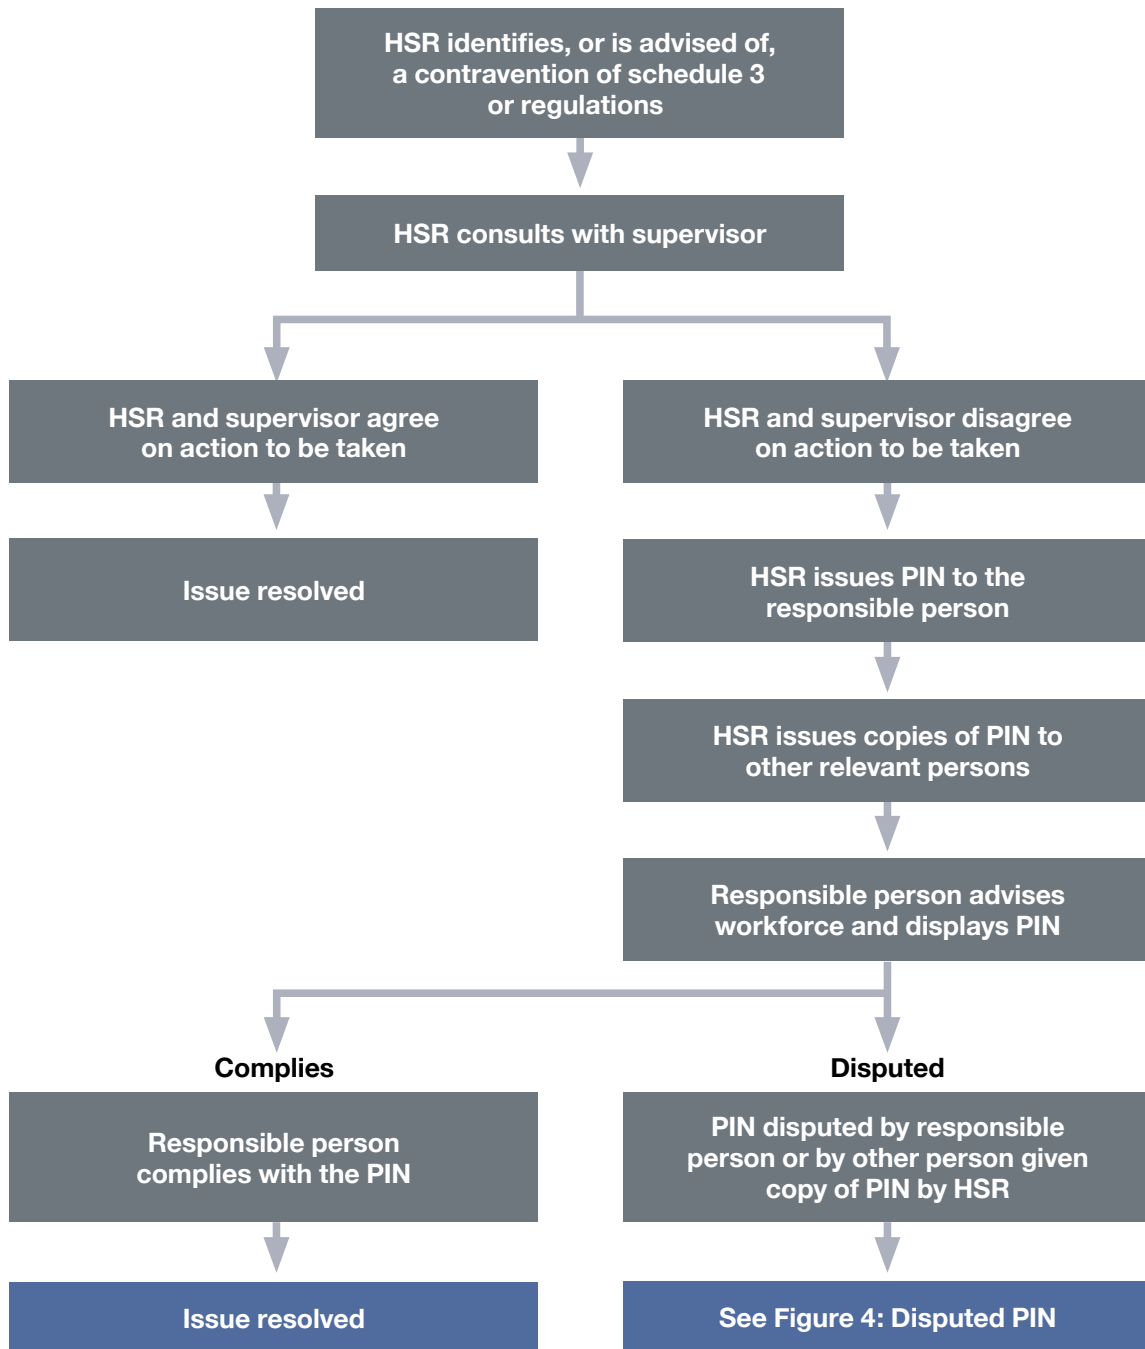 HSR identifies, or is advised of,
a contravention of schedule 3
or regulations
HSR consults with supervisor
HSR and supervisor agree
on action to be taken
HSR and supervisor disagree
on action to be taken
Issue resolved
HSR issues PIN to the
responsible person
HSR issues copies of PIN to
other relevant persons
Responsible person advises
workforce and displays PIN
Complies
Disputed
Responsible person
complies with the PIN
PIN disputed by responsible
person or by other person given
copy of PIN by HSR
Issue resolved
See Figure 4: Disputed PIN